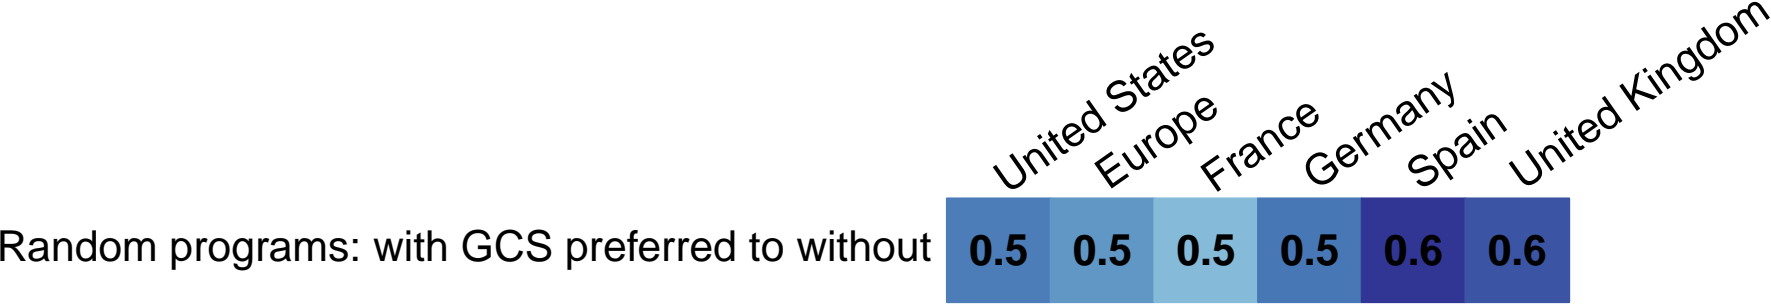 United States
Europe
France
Germany
Spain
United Kingdom
Random programs: with GCS preferred to without 0.5 0.5 0.5 0.5 0.6 0.6